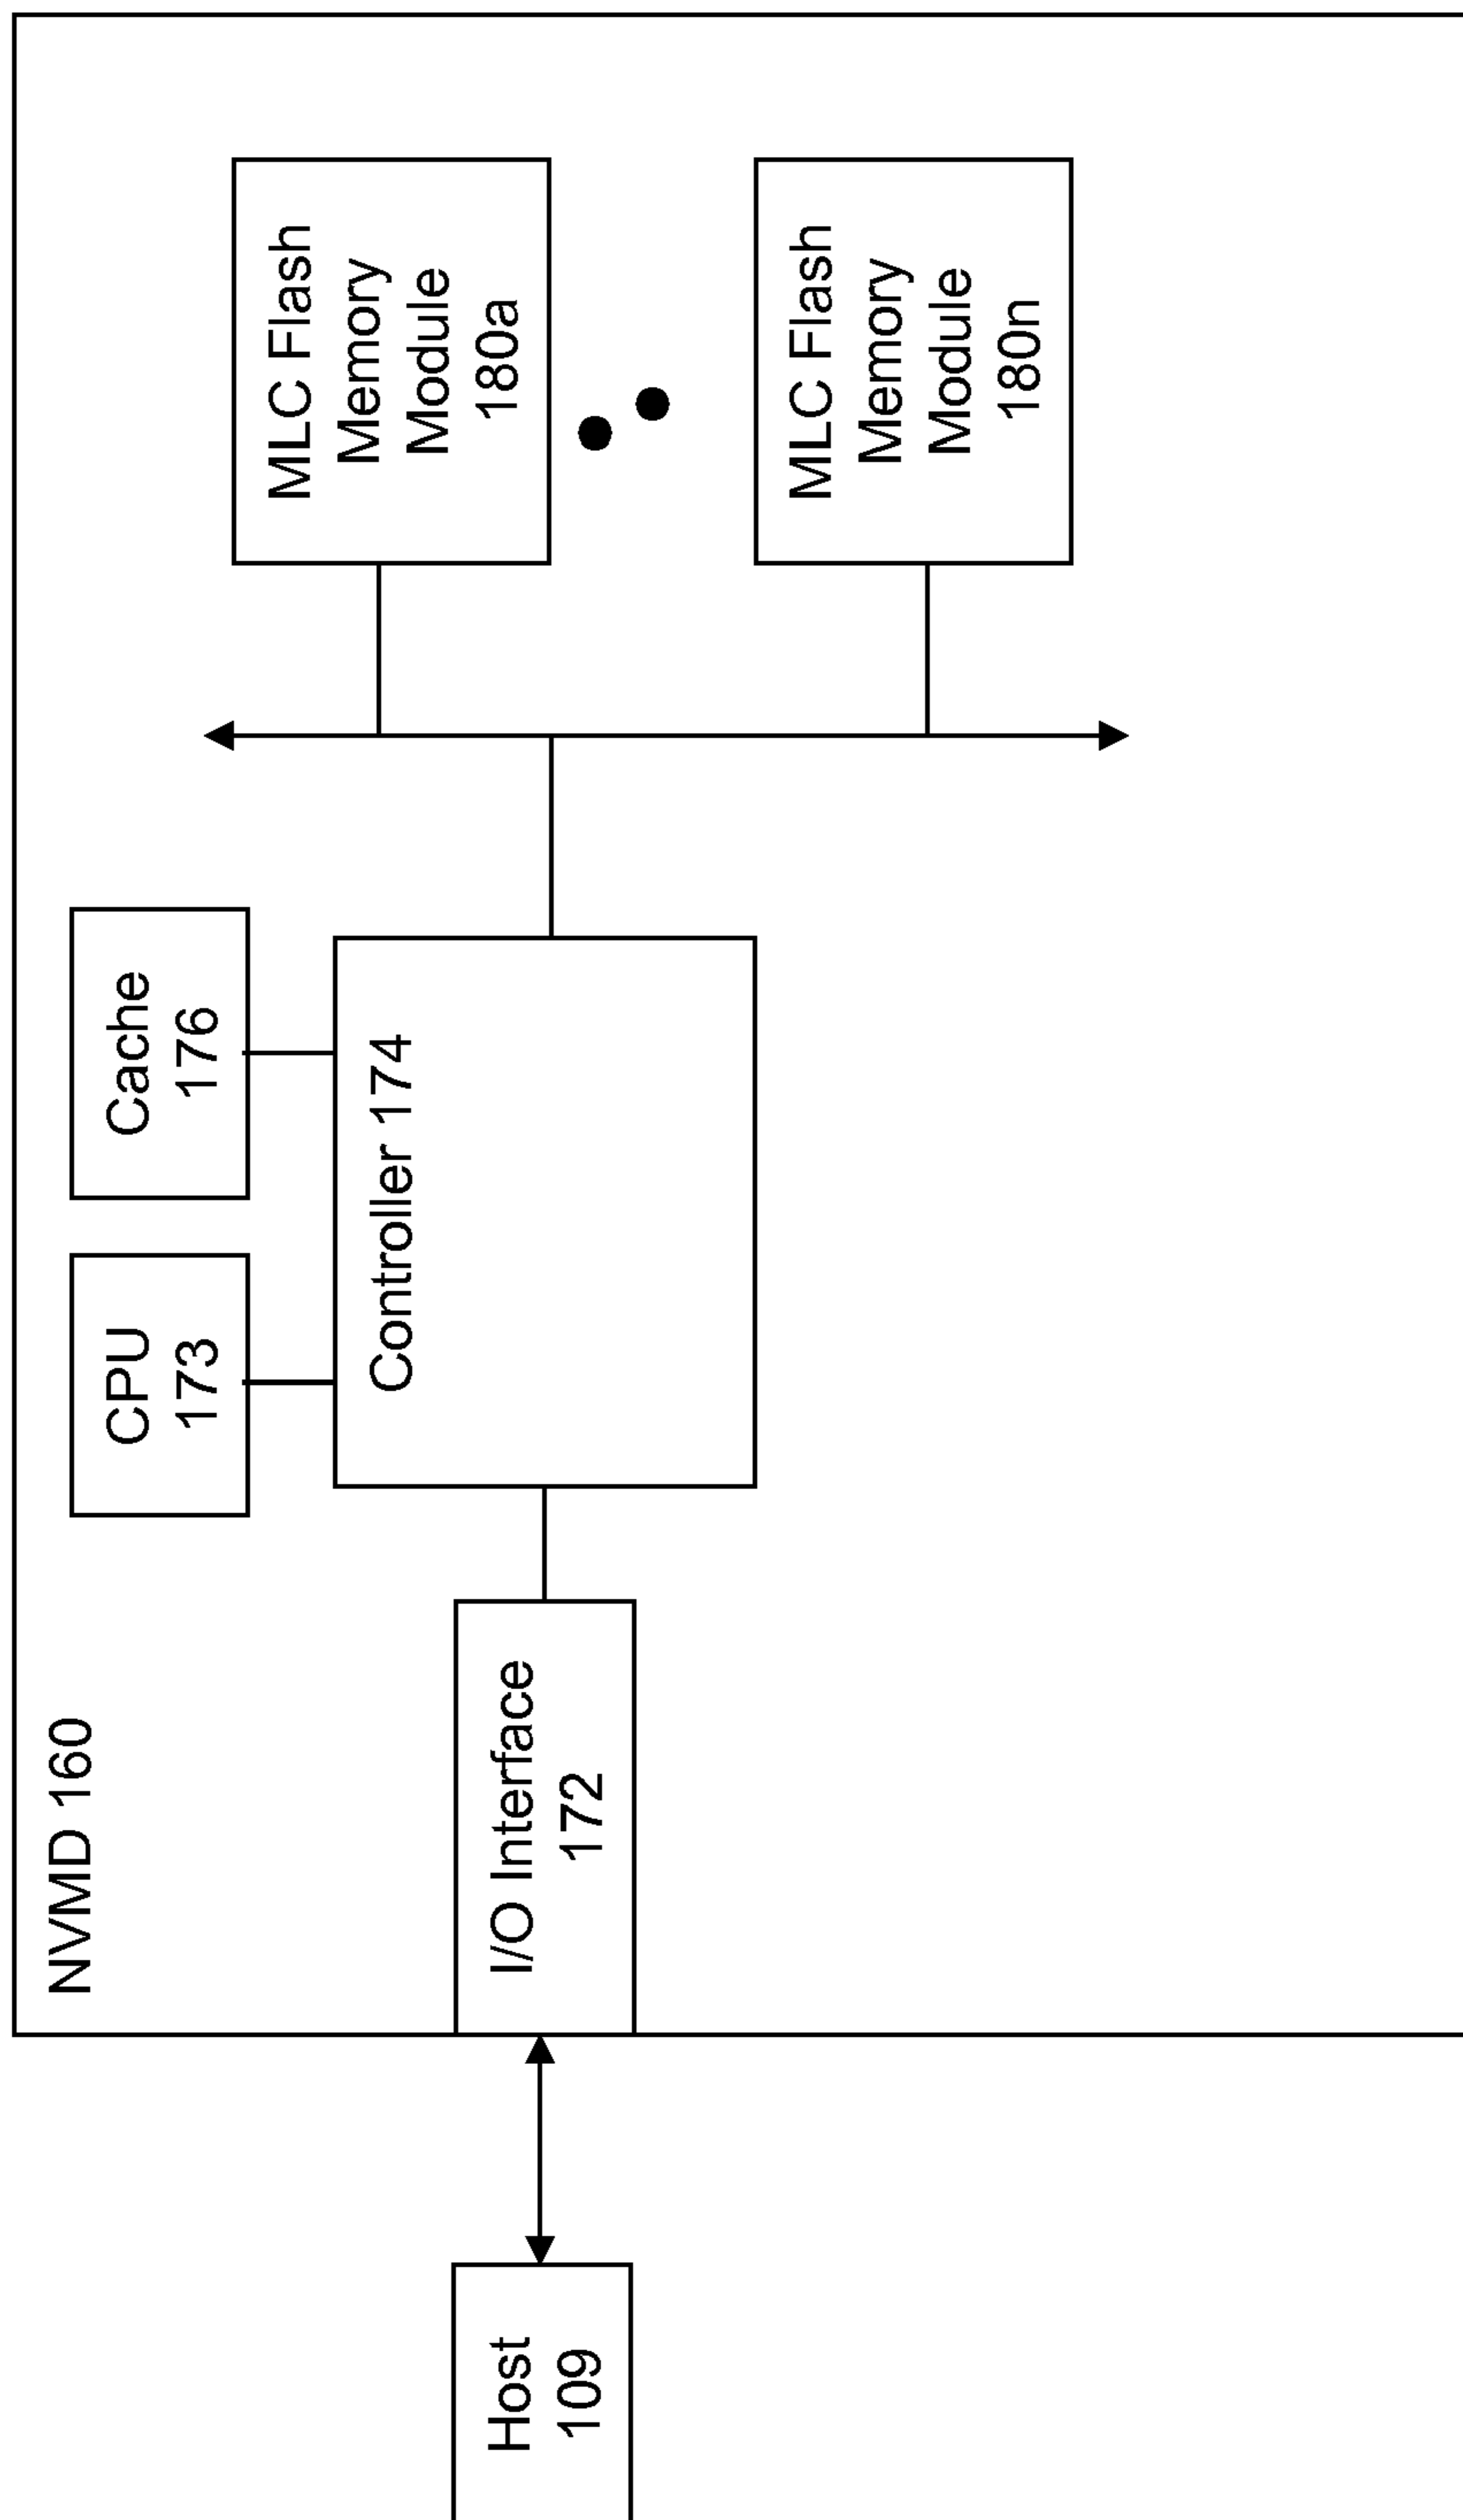 NVMD 160
CPU
173
Cache
176
MLC Flash
Memory
Module
180a
Controller 174
I/O Interface
172
Host
109
MLC Flash
Memory
Module
180n